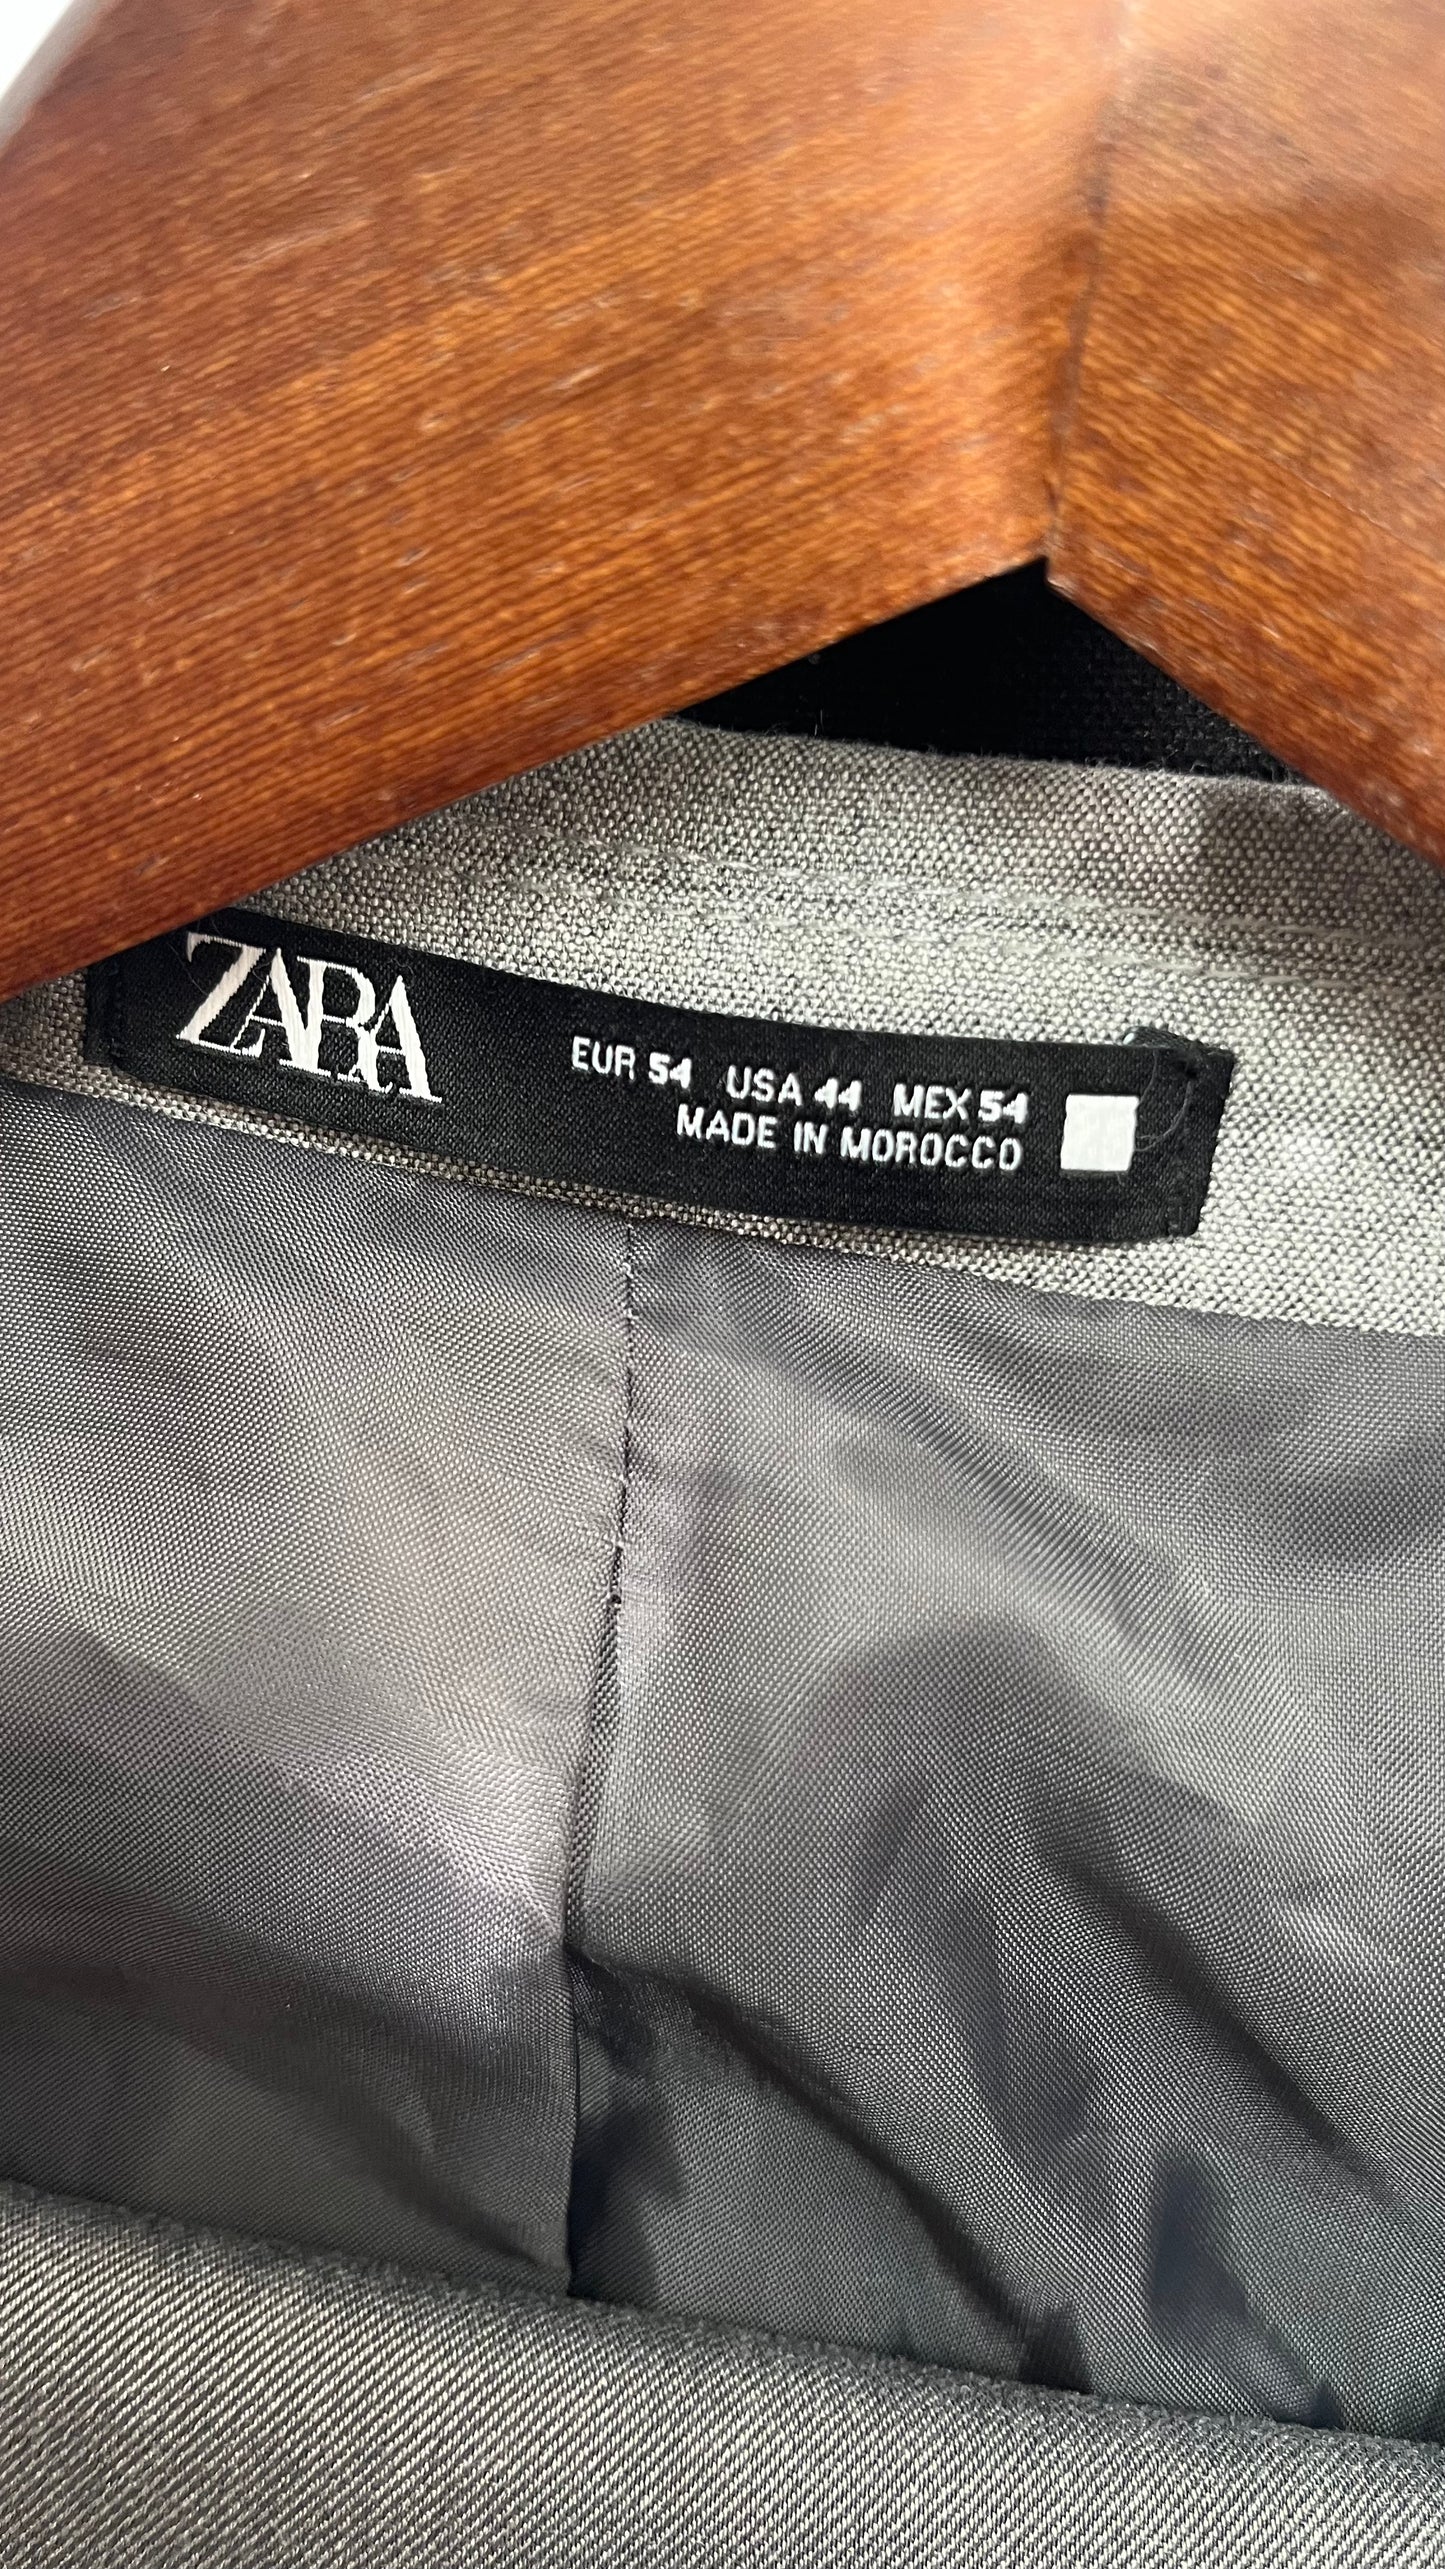 ZARA
EUR 54 USA 44 MEX 54
MADE IN MOROCCO